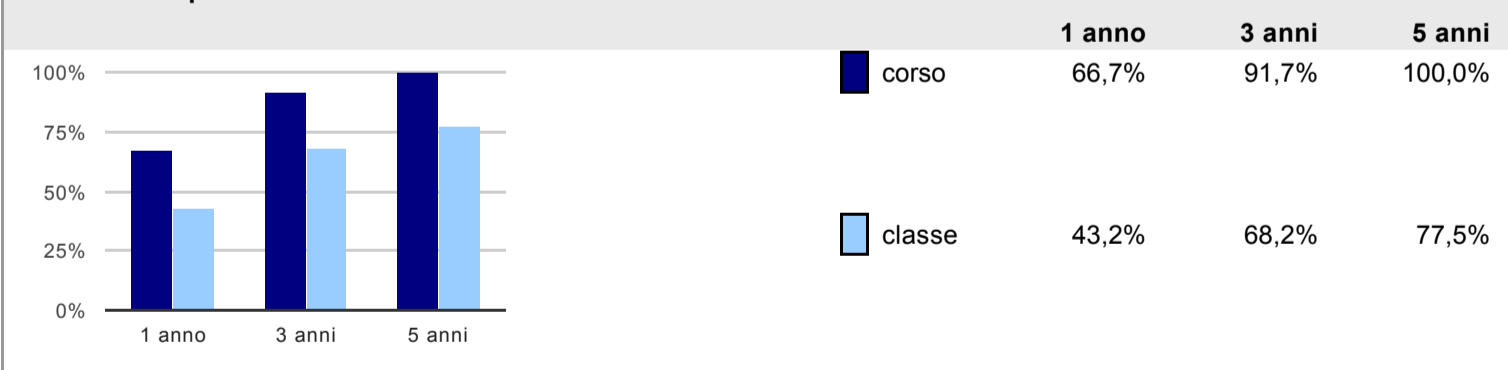 1 anno 3 anni 5 anni
100%
75%
50%
25%
0%
1 anno 3 anni 5 anni
corso 66,7% 91,7% 100,0%
classe 43,2% 68,2% 77,5%